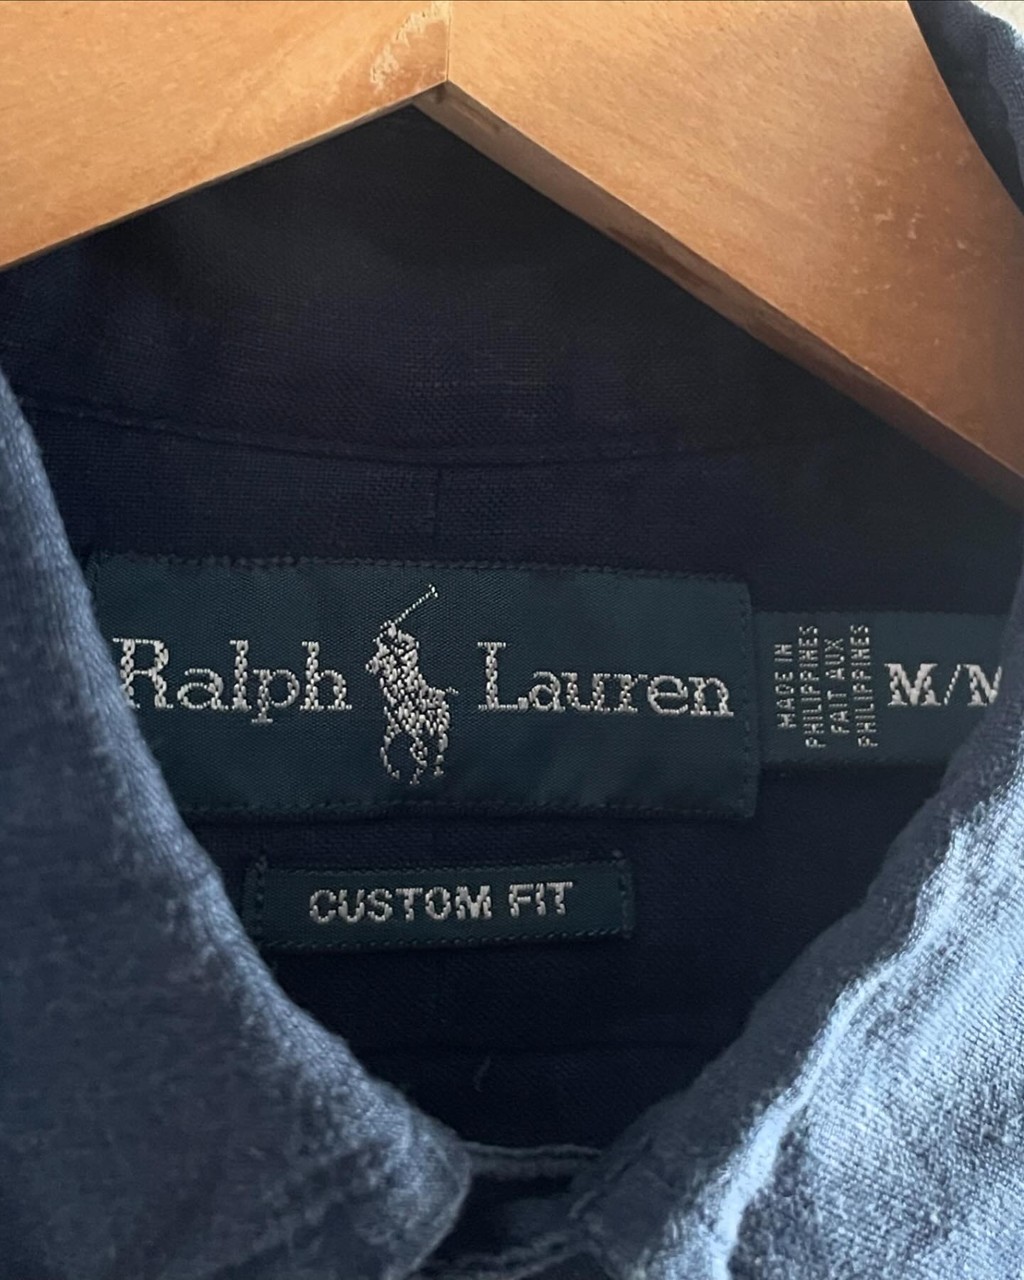 Ralph Lauren
MADE IN
PHILIPPINES
FAIT AUX
PHILIPPINES
M/M
CUSTOM FIT